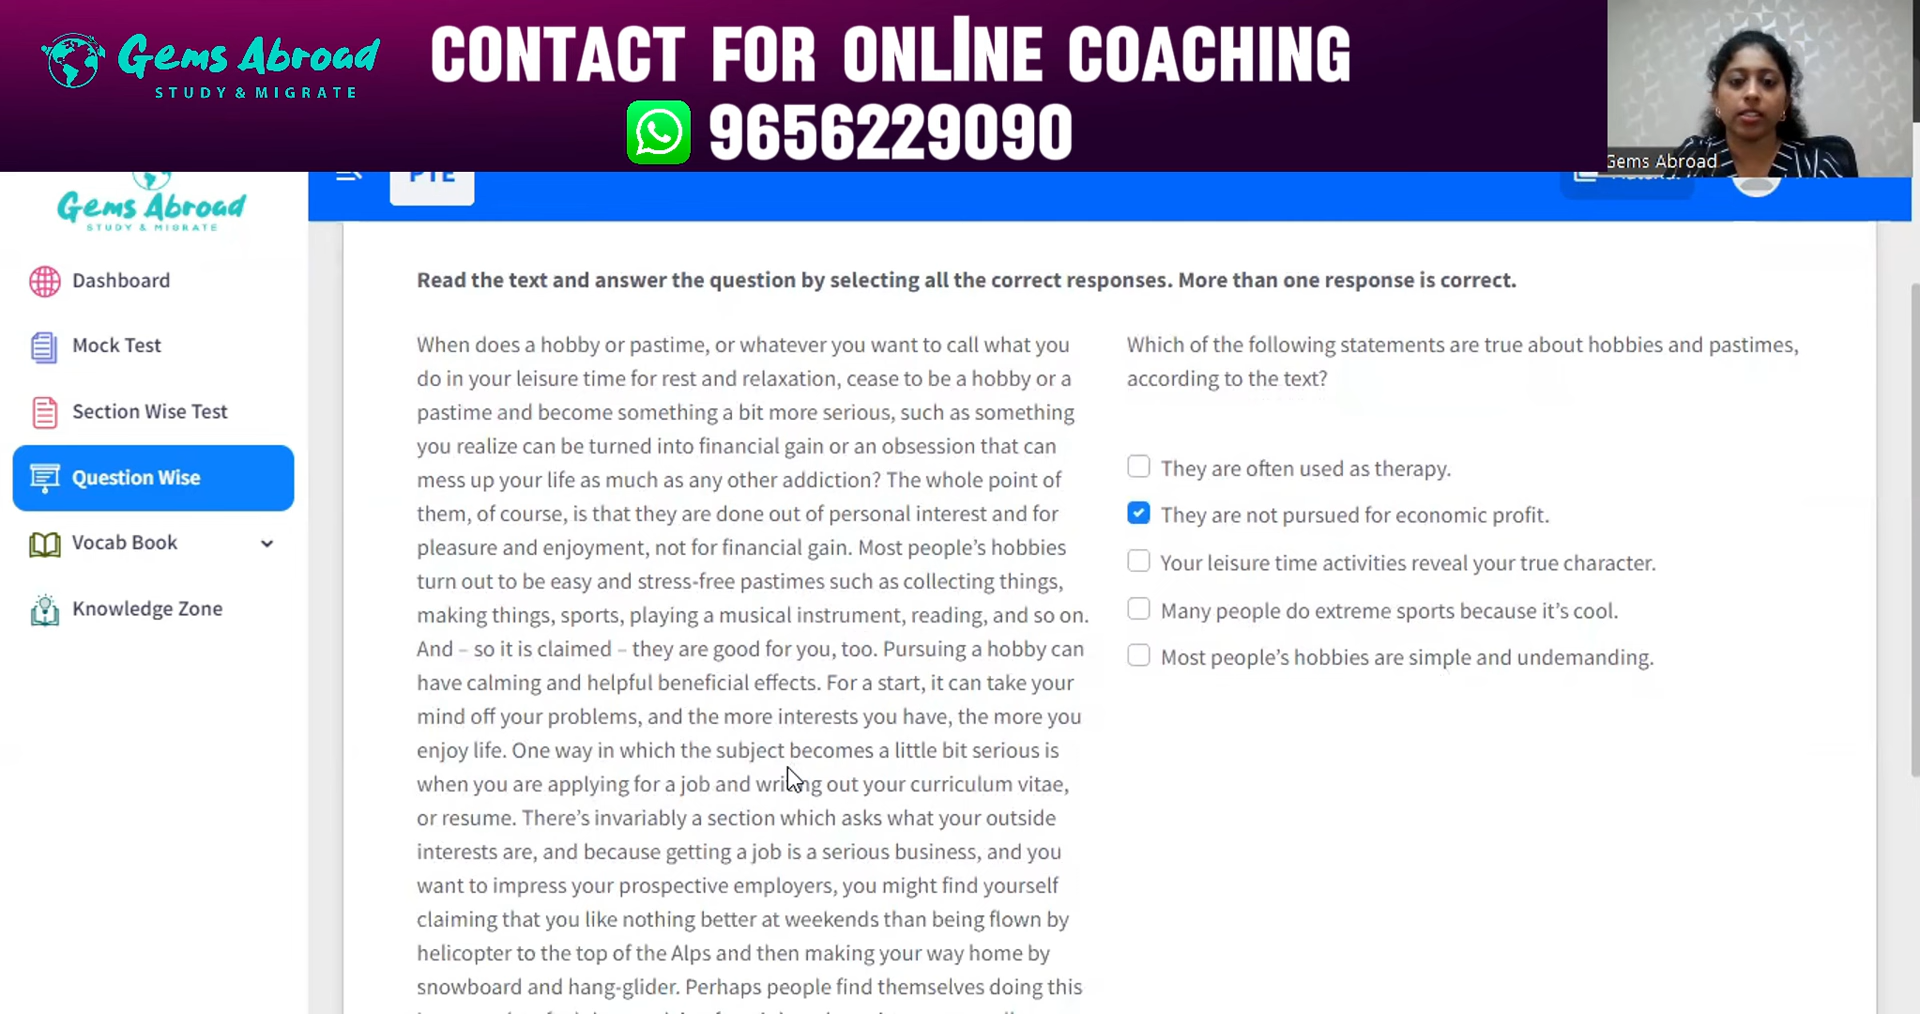 Gems Abroad
STUDY & MIGRATE
CONTACT FOR ONLINE COACHING
9656229090
Gems Abroad
Gems Abroad
STUDY & MIGRATE
PTE
Dashboard
Mock Test
Section Wise Test
Question Wise
Vocab Book
Knowledge Zone
Read the text and answer the question by selecting all the correct responses. More than one response is correct.
When does a hobby or pastime, or whatever you want to call what you
do in your leisure time for rest and relaxation, cease to be a hobby or a
pastime and become something a bit more serious, such as something
you realize can be turned into financial gain or an obsession that can
mess up your life as much as any other addiction? The whole point of
them, of course, is that they are done out of personal interest and for
pleasure and enjoyment, not for financial gain. Most people’s hobbies
turn out to be easy and stress-free pastimes such as collecting things,
making things, sports, playing a musical instrument, reading, and so on.
And – so it is claimed – they are good for you, too. Pursuing a hobby can
have calming and helpful beneficial effects. For a start, it can take your
mind off your problems, and the more interests you have, the more you
enjoy life. One way in which the subject becomes a little bit serious is
when you are applying for a job and writing out your curriculum vitae,
or resume. There’s invariably a section which asks what your outside
interests are, and because getting a job is a serious business, and you
want to impress your prospective employers, you might find yourself
claiming that you like nothing better at weekends than being flown by
helicopter to the top of the Alps and then making your way home by
snowboard and hang-glider. Perhaps people find themselves doing this
Which of the following statements are true about hobbies and pastimes,
according to the text?
They are often used as therapy.
They are not pursued for economic profit.
Your leisure time activities reveal your true character.
Many people do extreme sports because it’s cool.
Most people’s hobbies are simple and undemanding.